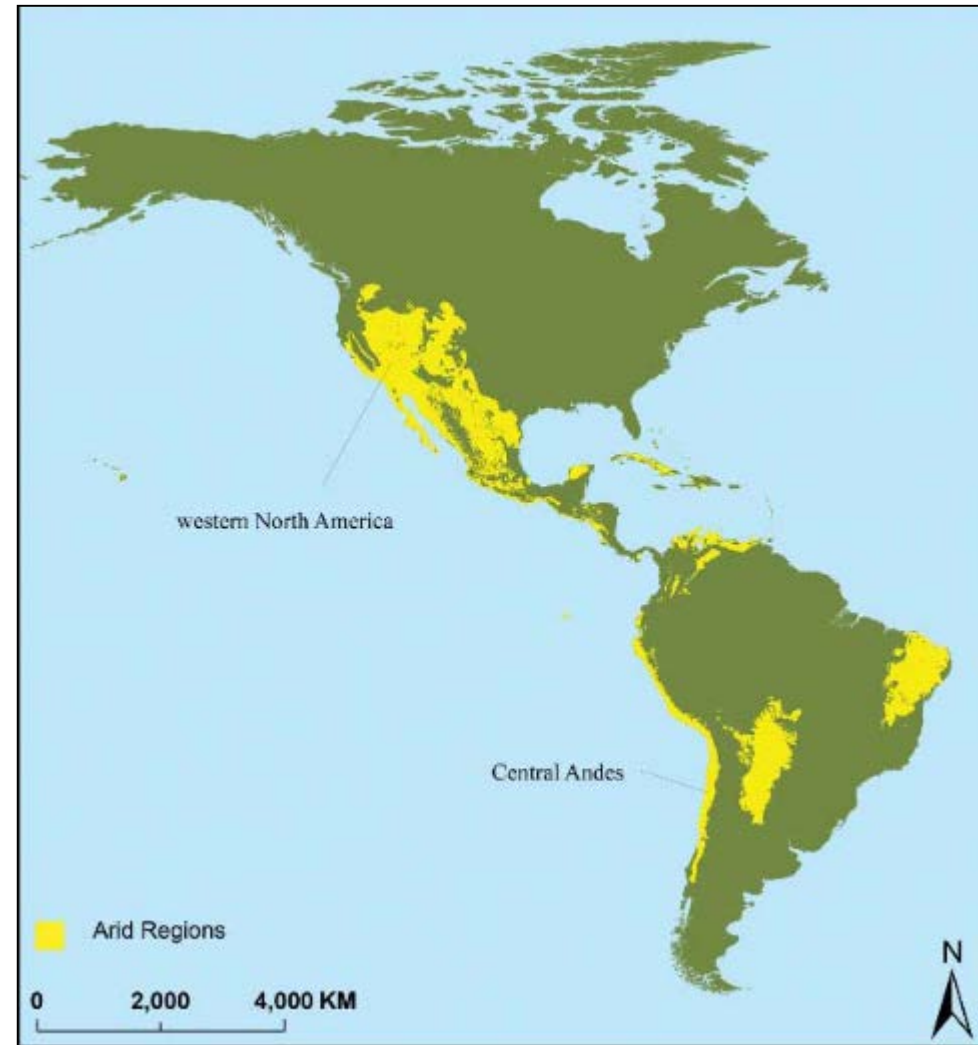 western North America
Central Andes
Arid Regions
N
0 2,000 4,000 KM